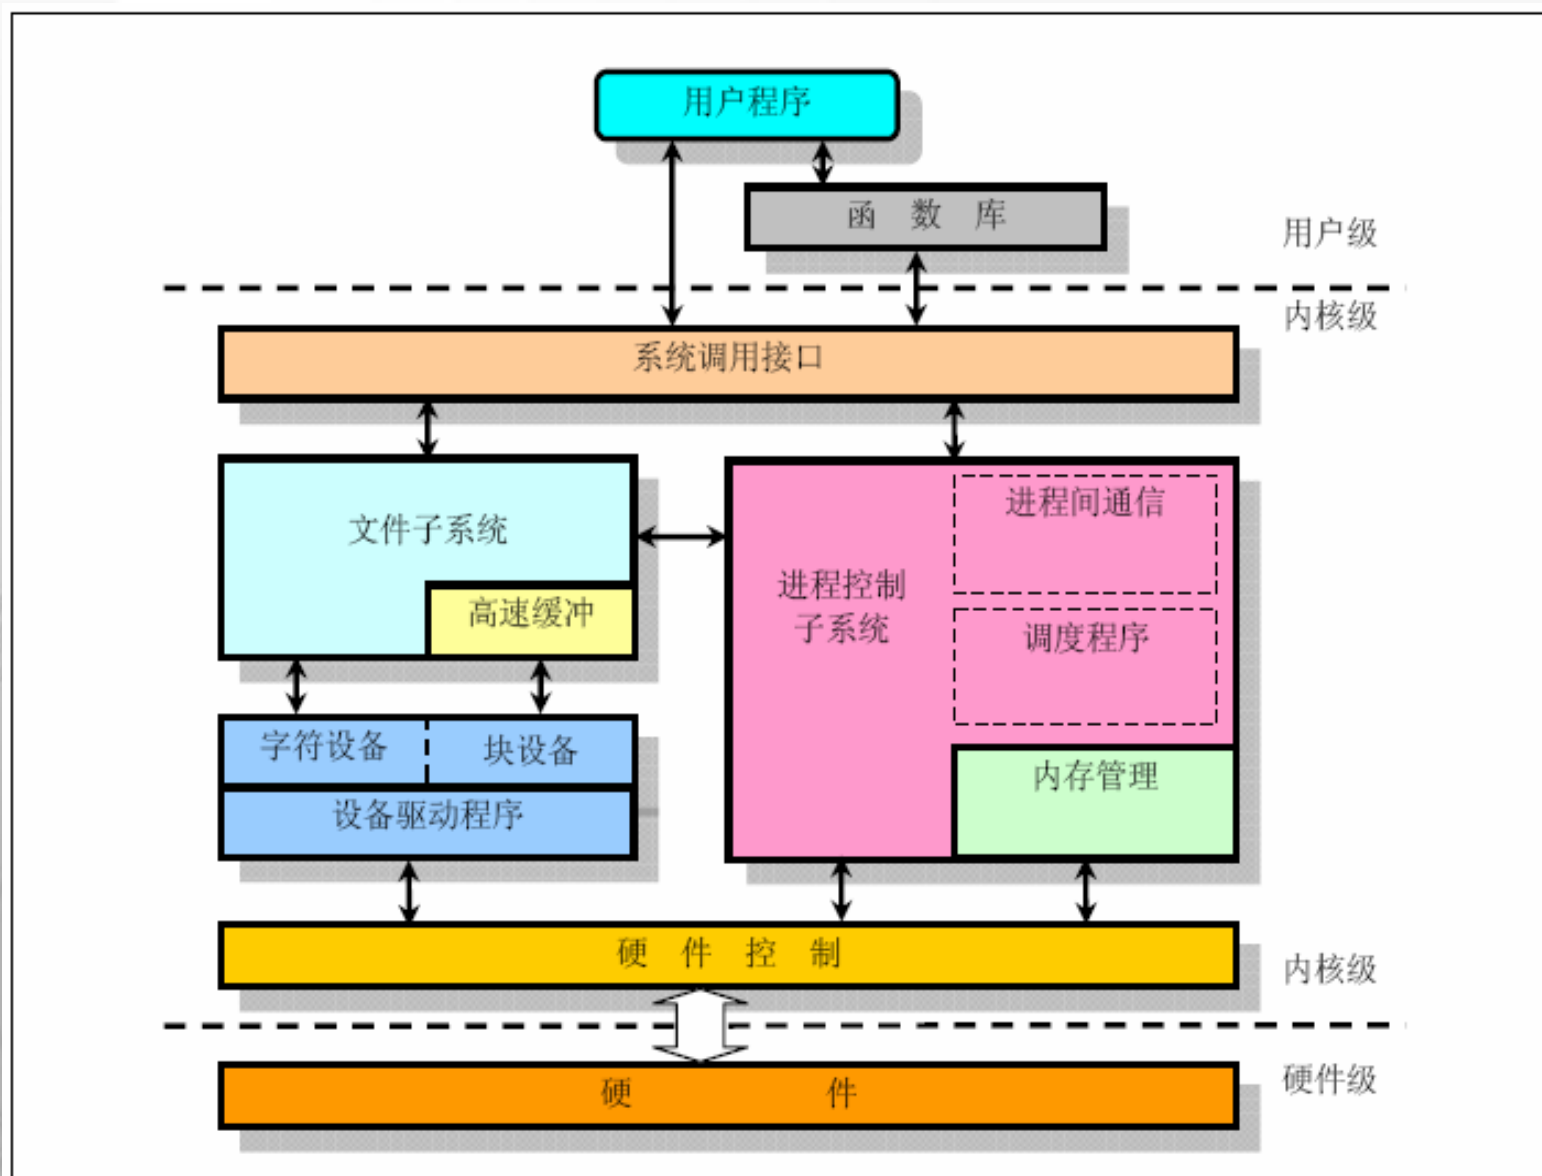 用户程序
函 数 库
用户级
内核级
系统调用接口
文件子系统
高速缓冲
进程控制
子系统
进程间通信
调度程序
内存管理
字符设备
块设备
设备驱动程序
硬 件 控 制
内核级
硬 件
硬件级